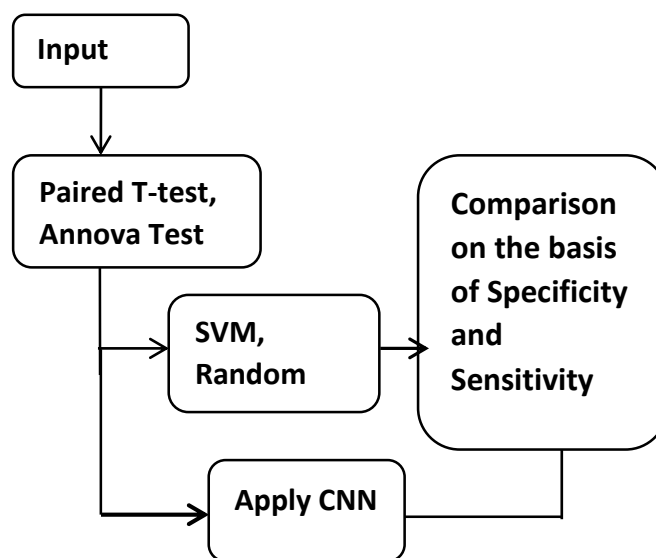 Input
Paired T-test,
Annova Test
SVM,
Random
Comparison
on the basis
of Specificity
and
Sensitivity
Apply CNN